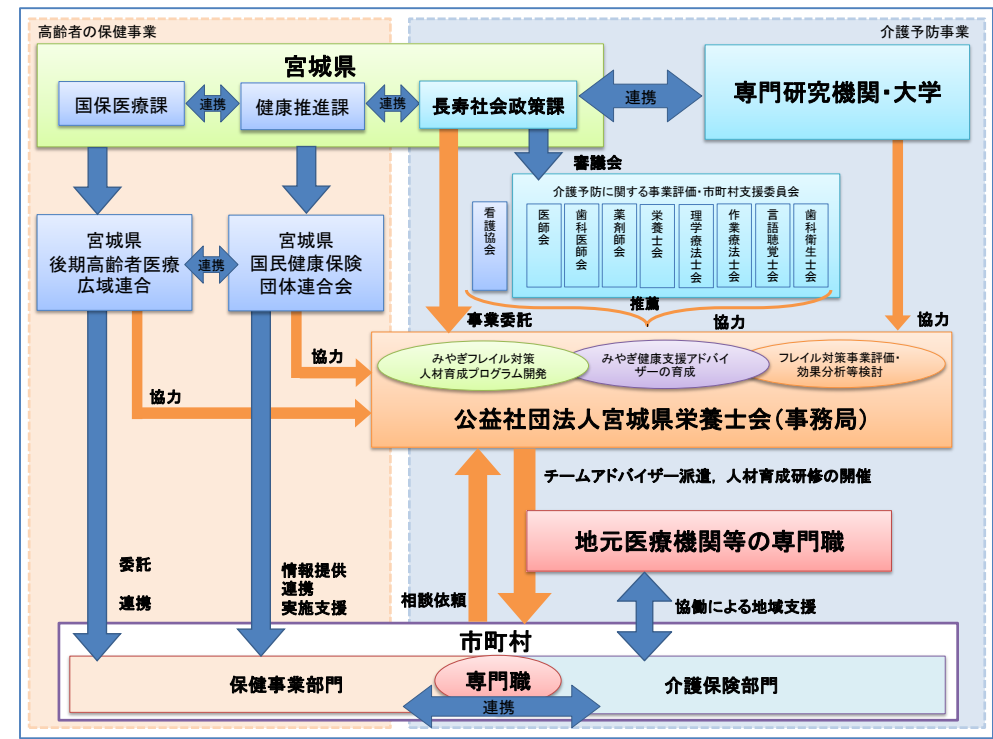 高齢者の保健事業
介護予防事業
宮城県
国保医療課
連携
健康推進課
連携
長寿社会政策課
連携
専門研究機関・大学
審議会
介護予防に関する事業評価・市町村支援委員会
看護協会
医師会
歯科医師会
薬剤師会
栄養士会
理学療法士会
作業療法士会
言語聴覚士会
歯科衛生士会
宮城県
後期高齢者医療
広域連合
連携
宮城県
国民健康保険
団体連合会
推薦
事業委託
協力
協力
協力
協力
みやぎフレイル対策
人材育成プログラム開発
みやぎ健康支援アドバイ
ザーの育成
フレイル対策事業評価・
効果分析等検討
公益社団法人宮城県栄養士会（事務局）
チームアドバイザー派遣，人材育成研修の開催
地元医療機関等の専門職
委託
連携
情報提供
連携
実施支援
相談依頼
協働による地域支援
市町村
保健事業部門
専門職
連携
介護保険部門